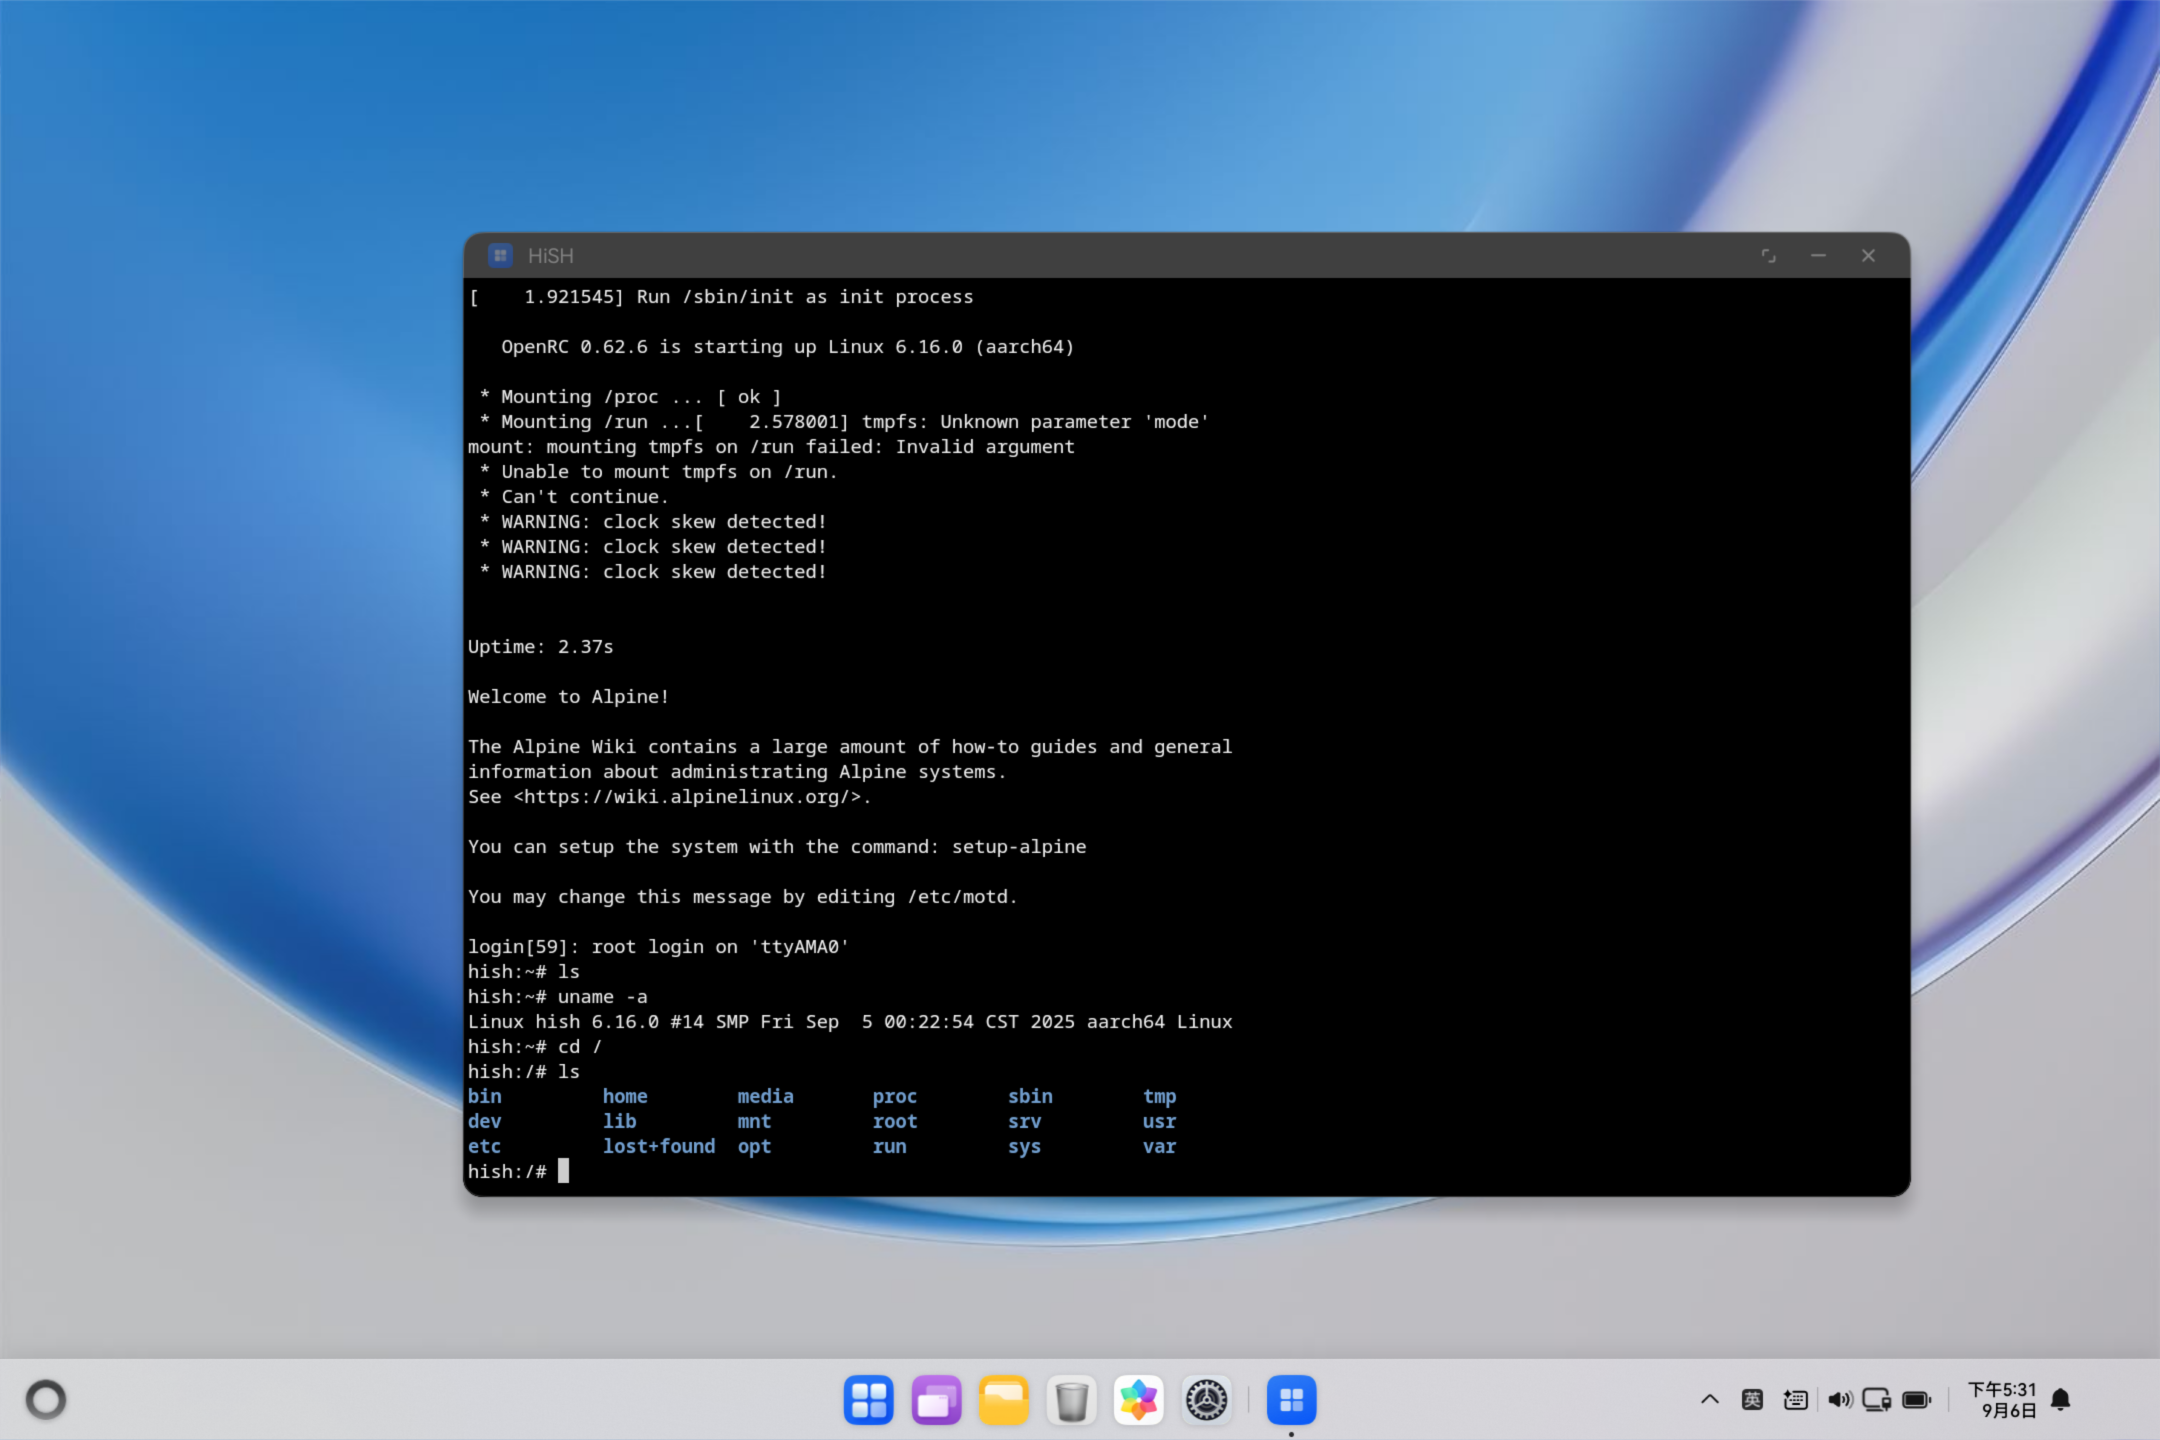 HiSH
[    1.921545] Run /sbin/init as init process
   OpenRC 0.62.6 is starting up Linux 6.16.0 (aarch64)
 * Mounting /proc ... [ ok ]
 * Mounting /run ...[    2.578001] tmpfs: Unknown parameter 'mode'
mount: mounting tmpfs on /run failed: Invalid argument
 * Unable to mount tmpfs on /run.
 * Can't continue.
 * WARNING: clock skew detected!
 * WARNING: clock skew detected!
 * WARNING: clock skew detected!
Uptime: 2.37s
Welcome to Alpine!
The Alpine Wiki contains a large amount of how-to guides and general
information about administrating Alpine systems.
See <https://wiki.alpinelinux.org/>.
You can setup the system with the command: setup-alpine
You may change this message by editing /etc/motd.
login[59]: root login on 'ttyAMA0'
hish:~# ls
hish:~# uname -a
Linux hish 6.16.0 #14 SMP Fri Sep  5 00:22:54 CST 2025 aarch64 Linux
hish:~# cd /
hish:/# ls
bin         home        media       proc        sbin        tmp
dev         lib         mnt         root        srv         usr
etc         lost+found  opt         run         sys         var
hish:/#
英
下午5:31
9月6日